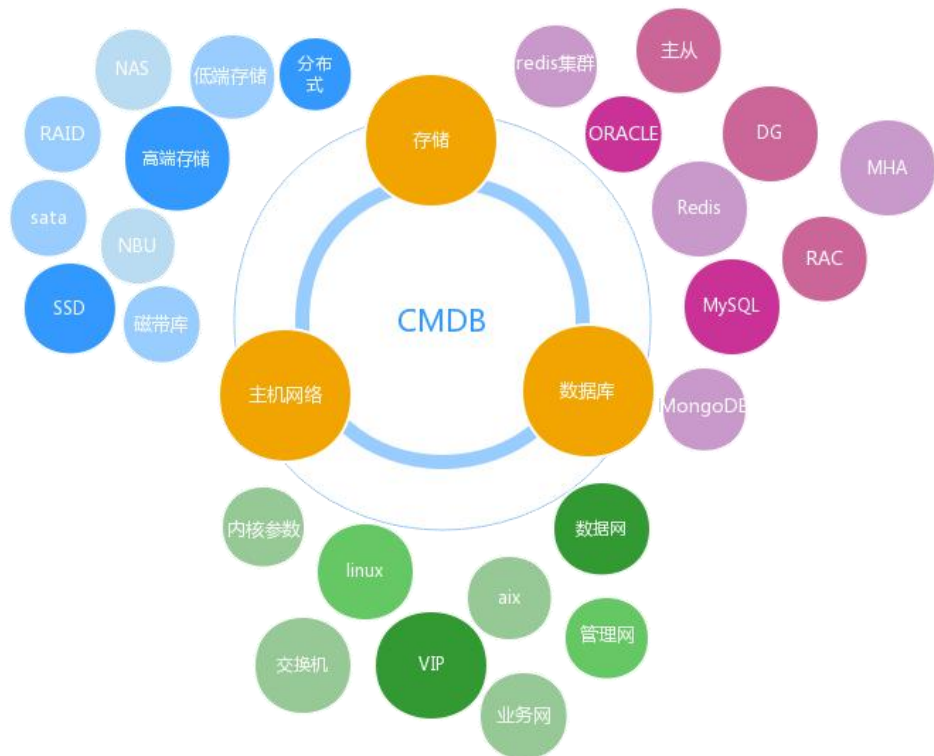 NAS
低端存储
分布
式
RAID
高端存储
sata
NBU
SSD
磁带库
存储
redis集群
主从
ORACLE
DG
MHA
Redis
RAC
MySQL
MongoDB
CMDB
主机网络
数据库
内核参数
linux
数据网
aix
管理网
交换机
VIP
业务网